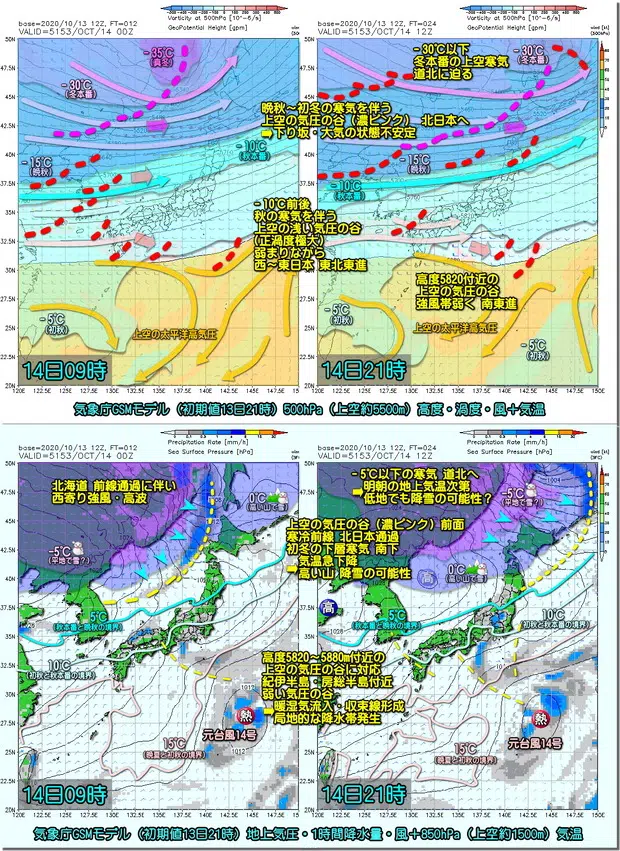 base=2020/10/13 12Z, FT=012
VALID=5153/OCT/14 00Z
Vorticity at 500hPa [10^-6/s]
GeoPotential Height [gpm]
base=2020/10/13 12Z, FT=024
VALID=5153/OCT/14 12Z
Vorticity at 500hPa [10^-6/s]
GeoPotential Height [gpm]
-35℃
(真冬)
-30℃
(冬本番)
晩秋~初冬の寒気を伴う
上空の気圧の谷(濃ピンク) 北日本へ
➡下り坂・大気の状態不安定
-15℃
(晩秋)
-10℃
(秋本番)
-10℃前後
秋の寒気を伴う
上空の浅い気圧の谷
(正渦度極大)
弱まりながら
西~東日本 東北東進
-5℃
(初秋)
上空の太平洋高気圧
14日09時
-30℃以下
冬本番の上空寒気
道北に迫る
-30℃
(冬本番)
-15℃
(晩秋)
-10℃
(秋本番)
高度5820付近の
上空の気圧の谷
強風帯弱く 南東進
-5℃
(初秋)
上空の太平洋高気圧
-5℃
(初秋)
14日21時
気象庁GSMモデル (初期値13日21時) 500hPa (上空約5500m) 高度・渦度・風+気温
base=2020/10/13 12Z, FT=012
VALID=5153/OCT/14 00Z
Precipitation Rate [mm/h]
Sea Surface Pressure [hPa]
base=2020/10/13 12Z, FT=024
VALID=5153/OCT/14 12Z
Precipitation Rate [mm/h]
Sea Surface Pressure [hPa]
北海道 前線通過に伴い
西寄り強風・高波
0℃
(高い山で雪)
-5℃
(平地で雪?)
上空の気圧の谷(濃ピンク) 前面
寒冷前線 北日本通過
初冬の下層寒気 南下
➡気温急下降
➡高い山 降雪の可能性
5℃
(秋本番と晩秋の境界)
10℃
(初秋と秋本番の境界)
高度5820~5880m付近の
上空の気圧の谷に対応
紀伊半島・房総半島付近
弱い気圧の谷
➡暖湿気流入・収束線形成
➡局地的な降水帯発生
熱
元台風14号
1012
15℃
(晩夏と初秋の境界)
14日09時
-5℃以下の寒気 道北へ
➡明朝の地上気温次第
低地でも降雪の可能性?
-5℃
(平地で雪?)
1004
高
0℃
(高い山で雪)
高
1028
5℃
(秋本番と晩秋の境界)
10℃
(初秋と秋本番の境界)
1012
熱
元台風14号
15℃
(晩夏と初秋の境界)
14日21時
気象庁GSMモデル (初期値13日21時) 地上気圧・1時間降水量・風+850hPa (上空約1500m) 気温